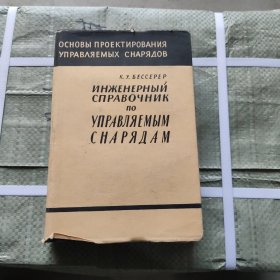 ОСНОВЫ ПРОЕКТИРОВАНИЯ
УПРАВЛЯЕМЫХ СНАРЯДОВ
К. У. БЕССЕРЕР
ИНЖЕНЕРНЫЙ
СПРАВОЧНИК
ПО
УПРАВЛЯЕМЫМ
СНАРЯДАМ